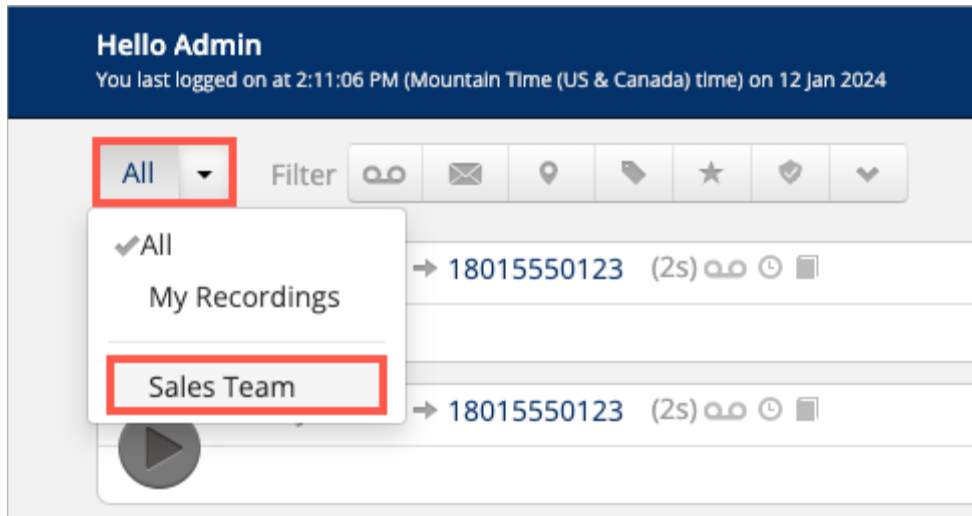 Hello Admin
You last logged on at 2:11:06 PM (Mountain Time (US & Canada) time) on 12 Jan 2024
All Filter
All
My Recordings
Sales Team
18015550123 (2s)
18015550123 (2s)